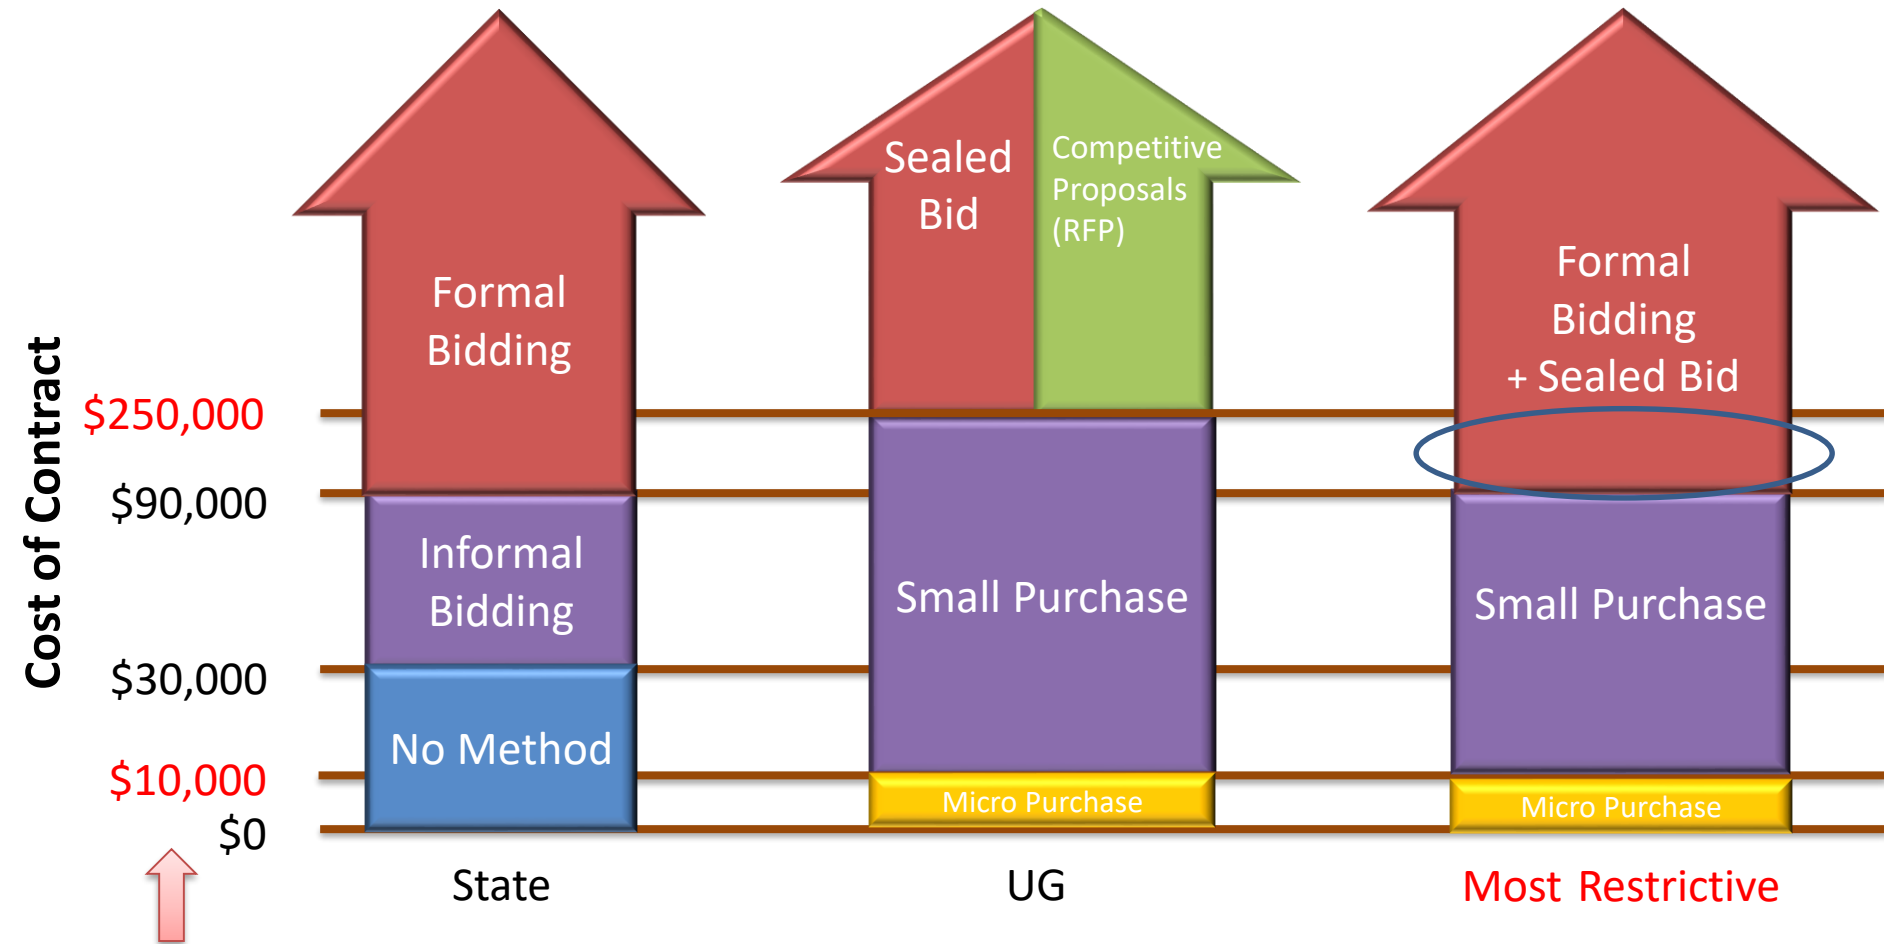 Cost of Contract
$250,000
$90,000
$30,000
$10,000
$0
Formal
Bidding
Informal
Bidding
No Method
State
Sealed
Bid
Competitive
Proposals
(RFP)
Small Purchase
Micro Purchase
UG
Formal
Bidding
+ Sealed Bid
Small Purchase
Micro Purchase
Most Restrictive